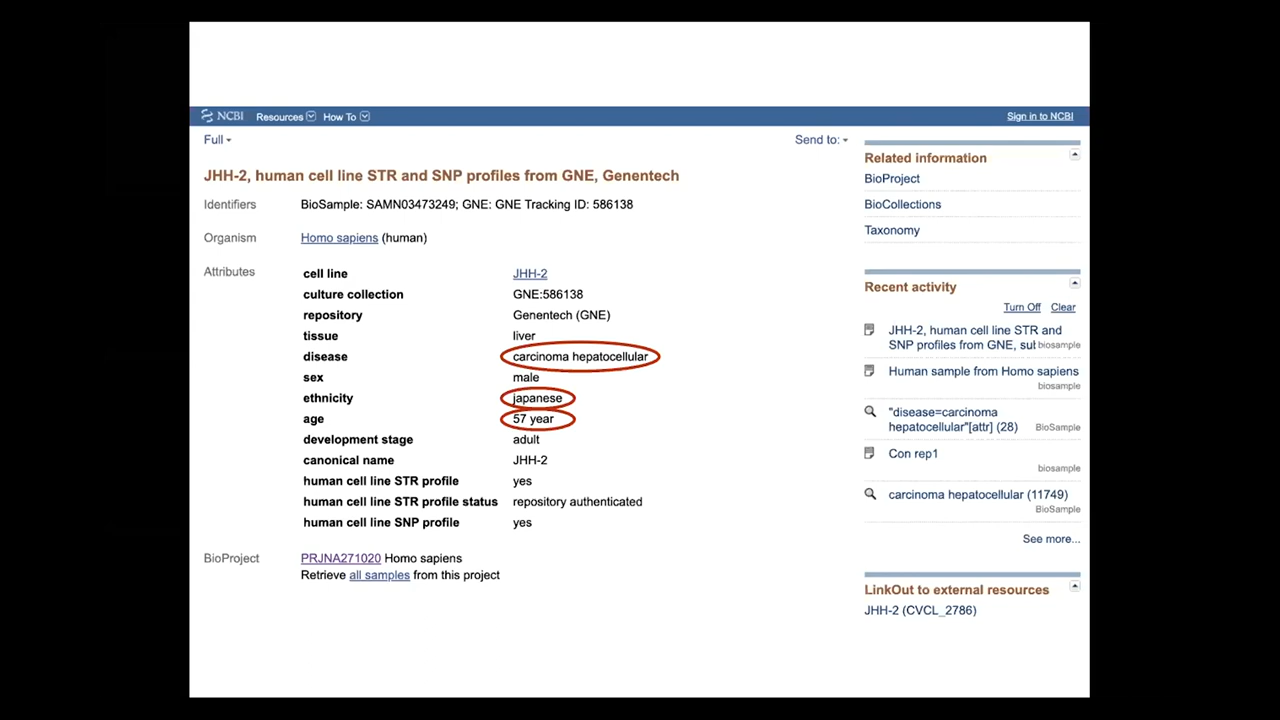 NCBI Resources How To Sign in to NCBI
Full Send to:
JHH-2, human cell line STR and SNP profiles from GNE, Genentech
Identifiers BioSample: SAMN03473249; GNE: GNE Tracking ID: 586138
Organism Homo sapiens (human)
Attributes
cell line JHH-2
culture collection GNE:586138
repository Genentech (GNE)
tissue liver
disease carcinoma hepatocellular
sex male
ethnicity japanese
age 57 year
development stage adult
canonical name JHH-2
human cell line STR profile yes
human cell line STR profile status repository authenticated
human cell line SNP profile yes
BioProject PRJNA271020 Homo sapiens
Retrieve all samples from this project
Related information
BioProject
BioCollections
Taxonomy
Recent activity
Turn Off Clear
JHH-2, human cell line STR and
SNP profiles from GNE, sul biosample
Human sample from Homo sapiens
biosample
"disease=carcinoma
hepatocellular"[attr] (28) BioSample
Con rep1
biosample
carcinoma hepatocellular (11749)
BioSample
See more...
LinkOut to external resources
JHH-2 (CVCL_2786)